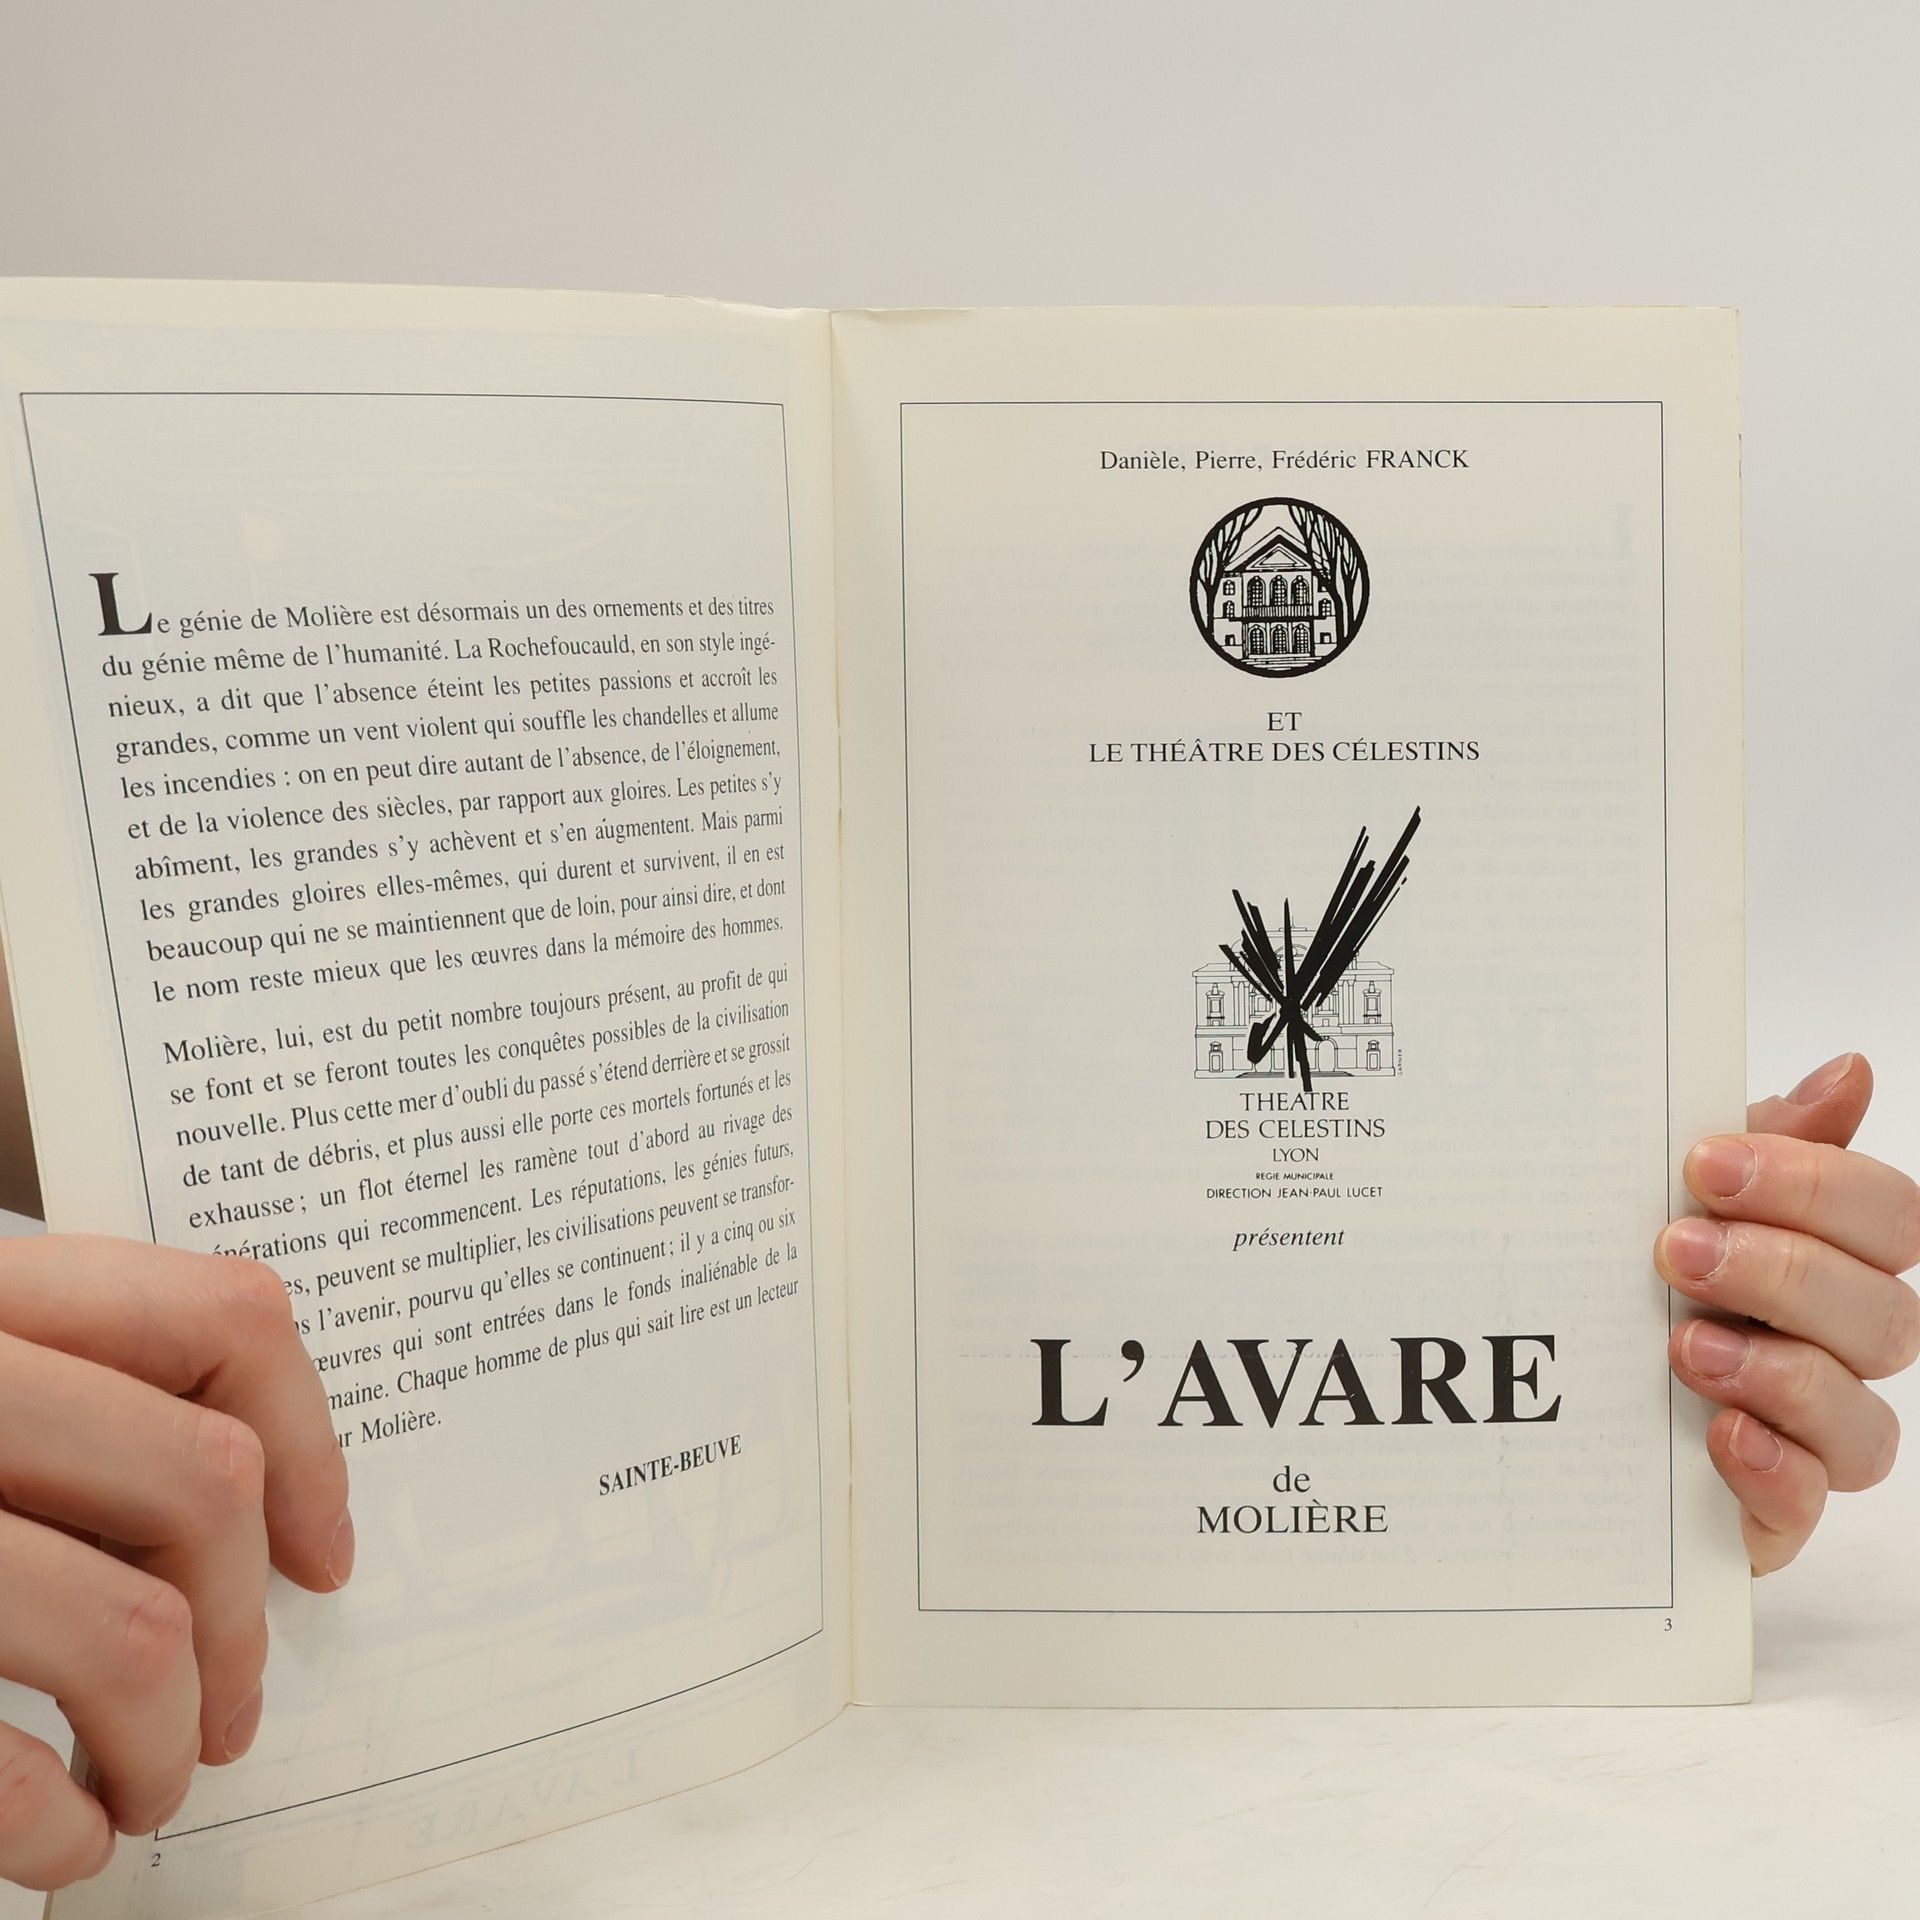 Le génie de Molière est désormais un des ornements et des titres
du génie même de l'humanité. La Rochefoucauld, en son style ingé-
nieux, a dit que l'absence éteint les petites passions et accroît les
grandes, comme un vent violent qui souffle les chandelles et allume
les incendies : on en peut dire autant de l'absence, de l'éloignement,
et de la violence des siècles, par rapport aux gloires. Les petites s'y
abîment, les grandes s'y achèvent et s'en augmentent. Mais parmi
les grandes gloires elles-mêmes, qui durent et survivent, il en est
beaucoup qui ne se maintiennent que de loin, pour ainsi dire, et dont
le nom reste mieux que les œuvres dans la mémoire des hommes.
Molière, lui, est du petit nombre toujours présent, au profit de qui
se font et se feront toutes les conquêtes possibles de la civilisation
nouvelle. Plus cette mer d'oubli du passé s'étend derrière et se grossit
de tant de débris, et plus aussi elle porte ces mortels fortunés et les
exhausse ; un flot éternel les ramène tout d'abord au rivage des
qui recommencent. Les réputations, les génies futurs,
peuvent se multiplier, les civilisations peuvent se transfor-
l'avenir, pourvu qu'elles se continuent ; il y a cinq ou six
œuvres qui sont entrées dans le fonds inaliénable de la
Chaque homme de plus qui sait lire est un lecteur
Molière.
SAINTE-BEUVE
2
Danièle, Pierre, Frédéric FRANCK
ET
LE THÉÂTRE DES CÉLESTINS
THEATRE
DES CELESTINS
LYON
REGIE MUNICIPALE
DIRECTION JEAN-PAUL LUCET
présentent
L'AVARE
de
MOLIÈRE
3